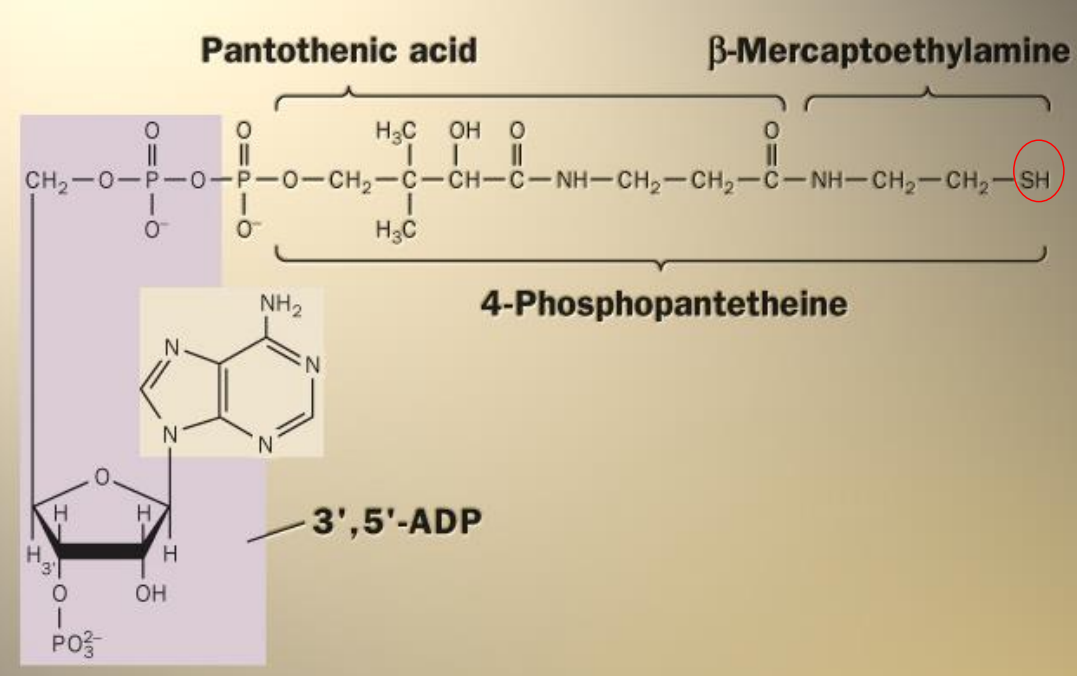 Pantothenic acid β-Mercaptoethylamine
O O H₃C OH O O
CH₂—O—P—O—P—O—CH₂—C—CH—C—NH—CH₂—CH₂—C—NH—CH₂—CH₂—SH
O⁻ O⁻ H₃C
4-Phosphopantetheine
NH₂
N N
N N
O
H H
3',5'-ADP
H 3' H
O OH
PO₃²⁻